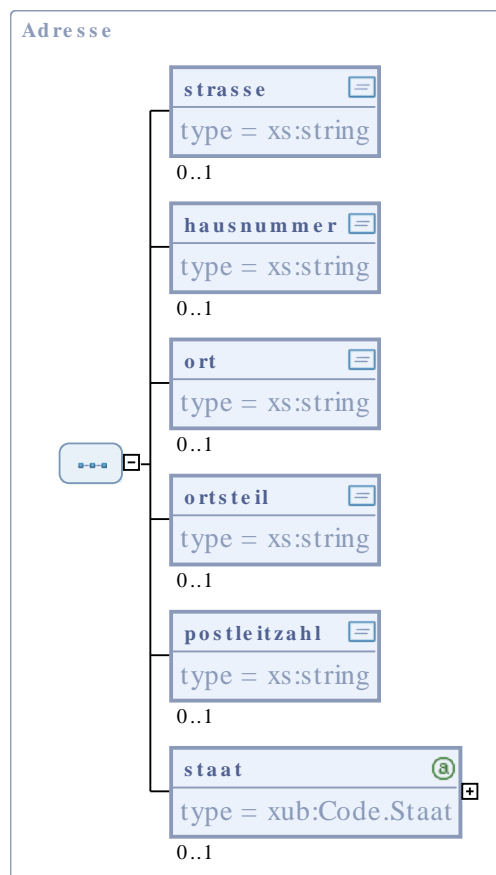 Adresse
strasse
type = xs:string
0..1
hausnummer
type = xs:string
0..1
ort
type = xs:string
0..1
ortsteil
type = xs:string
0..1
postleitzahl
type = xs:string
0..1
staat
type = xub:Code.Staat
0..1